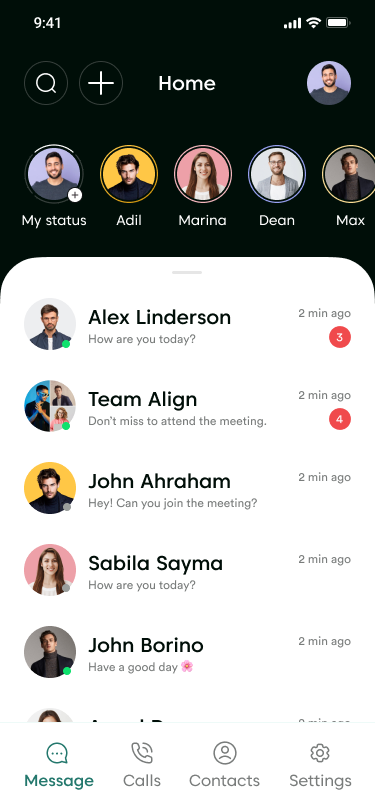 9:41
Home
My status
Adil
Marina
Dean
Max
Alex Linderson
2 min ago
How are you today?
3
Team Align
2 min ago
Don't miss to attend the meeting.
4
John Ahraham
2 min ago
Hey! Can you join the meeting?
Sabila Sayma
2 min ago
How are you today?
John Borino
2 min ago
Have a good day 🌸
2 min ago
Message
Calls
Contacts
Settings